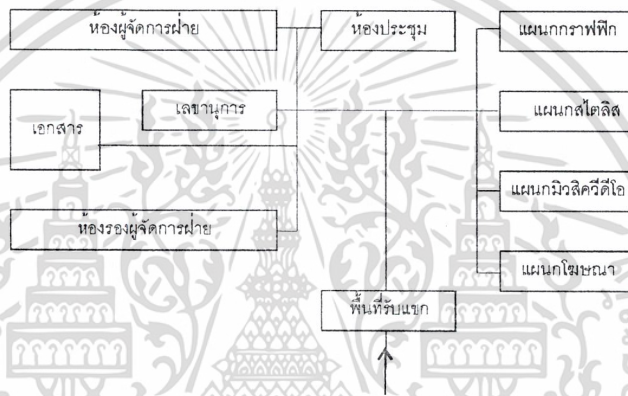 ห้องผู้จัดการฝ่าย
ห้องประชุม
แผนกกราฟฟิก
เลขานุการ
แผนกสไตลิส
เอกสาร
แผนกมิวสิควีดีโอ
ห้องรองผู้จัดการฝ่าย
แผนกโฆษณา
พื้นที่รับแขก